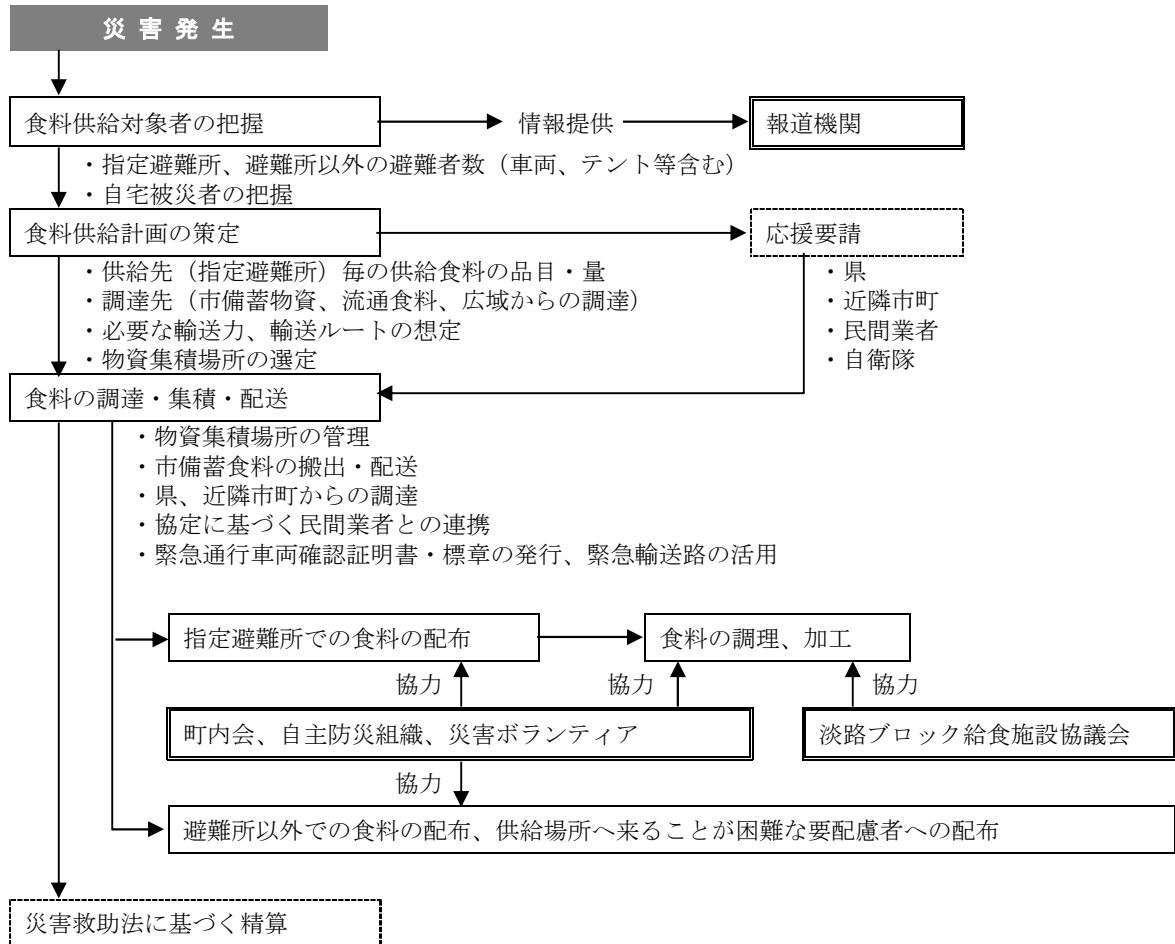 災害発生
食料供給対象者の把握
情報提供
報道機関
・指定避難所、避難所以外の避難者数（車両、テント等含む）
・自宅被災者の把握
食料供給計画の策定
応援要請
・供給先（指定避難所）毎の供給食料の品目・量
・調達先（市備蓄物資、流通食料、広域からの調達）
・必要な輸送力、輸送ルートの想定
・物資集積場所の選定
・県
・近隣市町
・民間業者
・自衛隊
食料の調達・集積・配送
・物資集積場所の管理
・市備蓄食料の搬出・配送
・県、近隣市町からの調達
・協定に基づく民間業者との連携
・緊急通行車両確認証明書・標章の発行、緊急輸送路の活用
指定避難所での食料の配布
食料の調理、加工
協力
協力
協力
町内会、自主防災組織、災害ボランティア
淡路ブロック給食施設協議会
協力
避難所以外での食料の配布、供給場所へ来ることが困難な要配慮者への配布
災害救助法に基づく精算